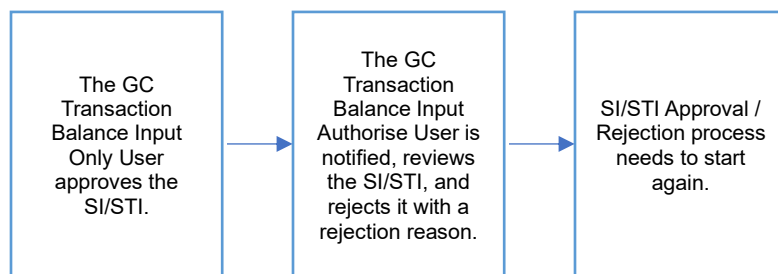 The GC
Transaction
Balance Input
Only User
approves the
SI/STI.
The GC
Transaction
Balance Input
Authorise User is
notified, reviews
the SI/STI, and
rejects it with a
rejection reason.
SI/STI Approval /
Rejection process
needs to start
again.